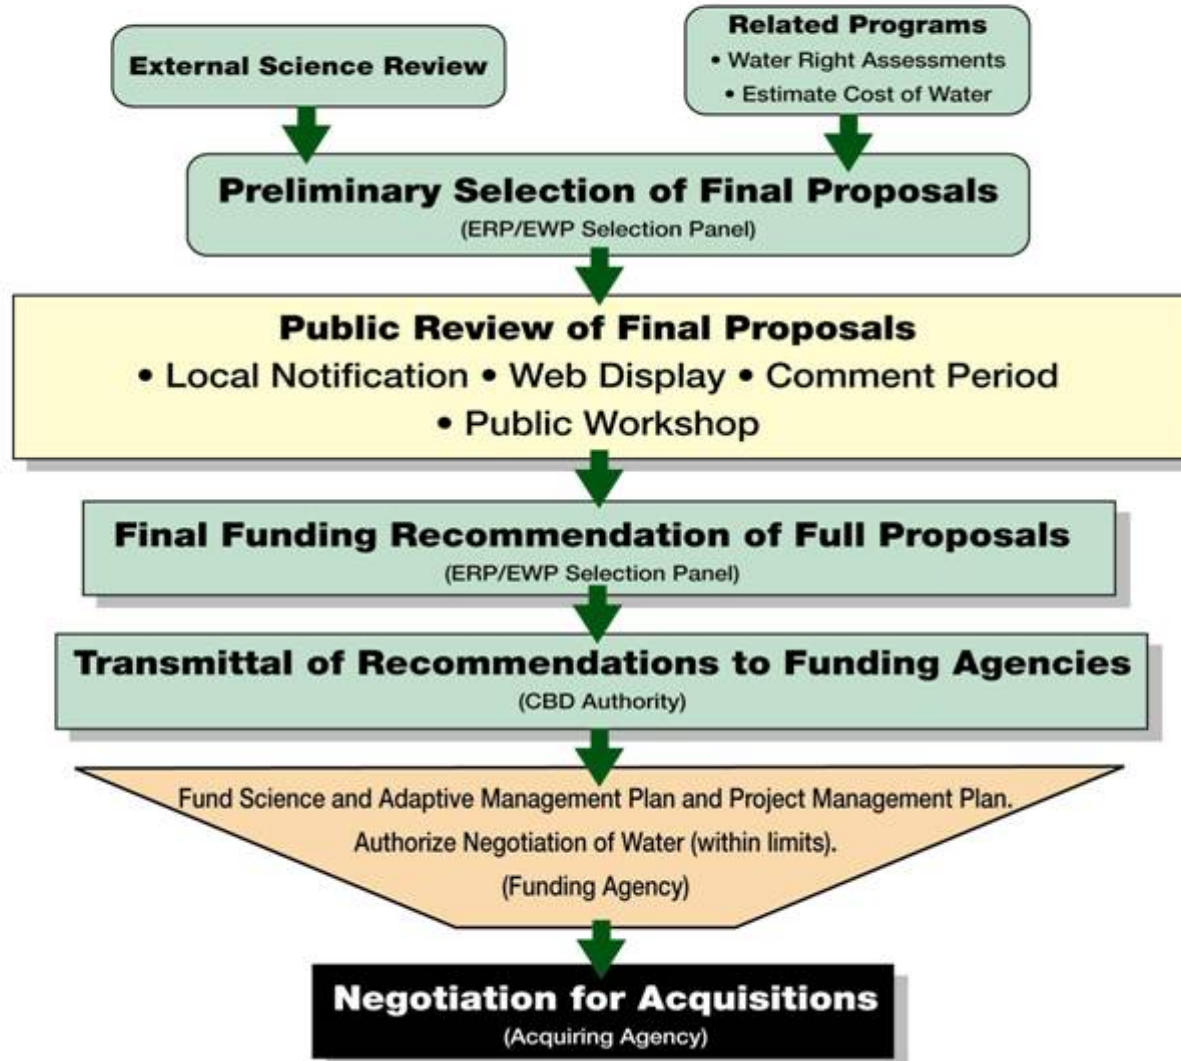 External Science Review
Related Programs
• Water Right Assessments
• Estimate Cost of Water
Preliminary Selection of Final Proposals
(ERP/EWP Selection Panel)
Public Review of Final Proposals
• Local Notification • Web Display • Comment Period
• Public Workshop
Final Funding Recommendation of Full Proposals
(ERP/EWP Selection Panel)
Transmittal of Recommendations to Funding Agencies
(CBD Authority)
Fund Science and Adaptive Management Plan and Project Management Plan.
Authorize Negotiation of Water (within limits).
(Funding Agency)
Negotiation for Acquisitions
(Acquiring Agency)